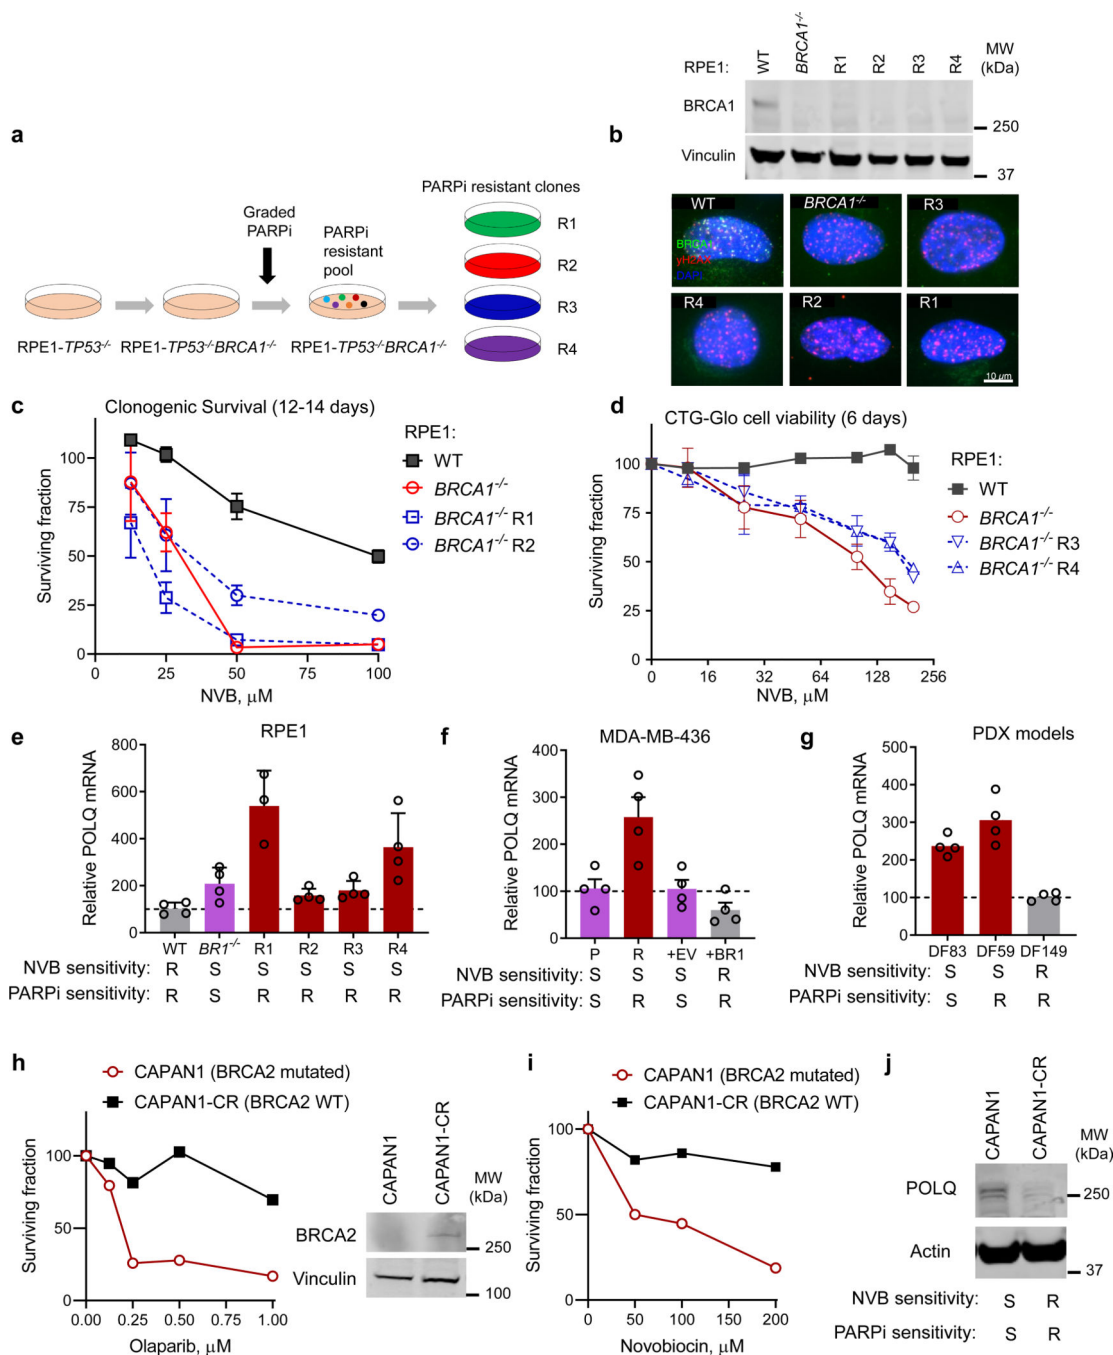 a
Graded
PARPi
PARPi
resistant
pool
PARPi resistant clones
R1
R2
R3
R4
RPE1-TP53-/-
RPE1-TP53-/-BRCA1-/-
RPE1-TP53-/-BRCA1-/-
b
RPE1:
WT
BRCA1-/-
R1
R2
R3
R4
MW
(kDa)
BRCA1
250
Vinculin
37
WT
BRCA1-/-
R3
BRCA1
γH2AX
DAPI
R4
R2
R1
10 µm
c
Clonogenic Survival (12-14 days)
Surviving fraction
100
75
50
25
0
0
25
50
75
100
NVB, µM
RPE1:
WT
BRCA1-/-
BRCA1-/- R1
BRCA1-/- R2
d
CTG-Glo cell viability (6 days)
Surviving fraction
100
75
50
25
0
0
16
32
64
128
256
NVB, µM
RPE1:
WT
BRCA1-/-
BRCA1-/- R3
BRCA1-/- R4
e
RPE1
Relative POLQ mRNA
800
600
400
200
0
WT BR1-/- R1 R2 R3 R4
NVB sensitivity: R S S S S S
PARPi sensitivity: R S R R R R
f
MDA-MB-436
Relative POLQ mRNA
400
300
200
100
0
P R +EV +BR1
NVB sensitivity: S S S R
PARPi sensitivity: S R S R
g
PDX models
Relative POLQ mRNA
400
300
200
100
0
DF83 DF59 DF149
NVB sensitivity: S S R
PARPi sensitivity: S R R
h
CAPAN1 (BRCA2 mutated)
CAPAN1-CR (BRCA2 WT)
Surviving fraction
100
50
0
0.00 0.25 0.50 0.75 1.00
Olaparib, µM
CAPAN1
CAPAN1-CR
MW
(kDa)
BRCA2
250
Vinculin
100
i
CAPAN1 (BRCA2 mutated)
CAPAN1-CR (BRCA2 WT)
Surviving fraction
100
50
0
0 50 100 150 200
Novobiocin, µM
j
CAPAN1
CAPAN1-CR
MW
(kDa)
POLQ
250
Actin
37
NVB sensitivity: S R
PARPi sensitivity: S R